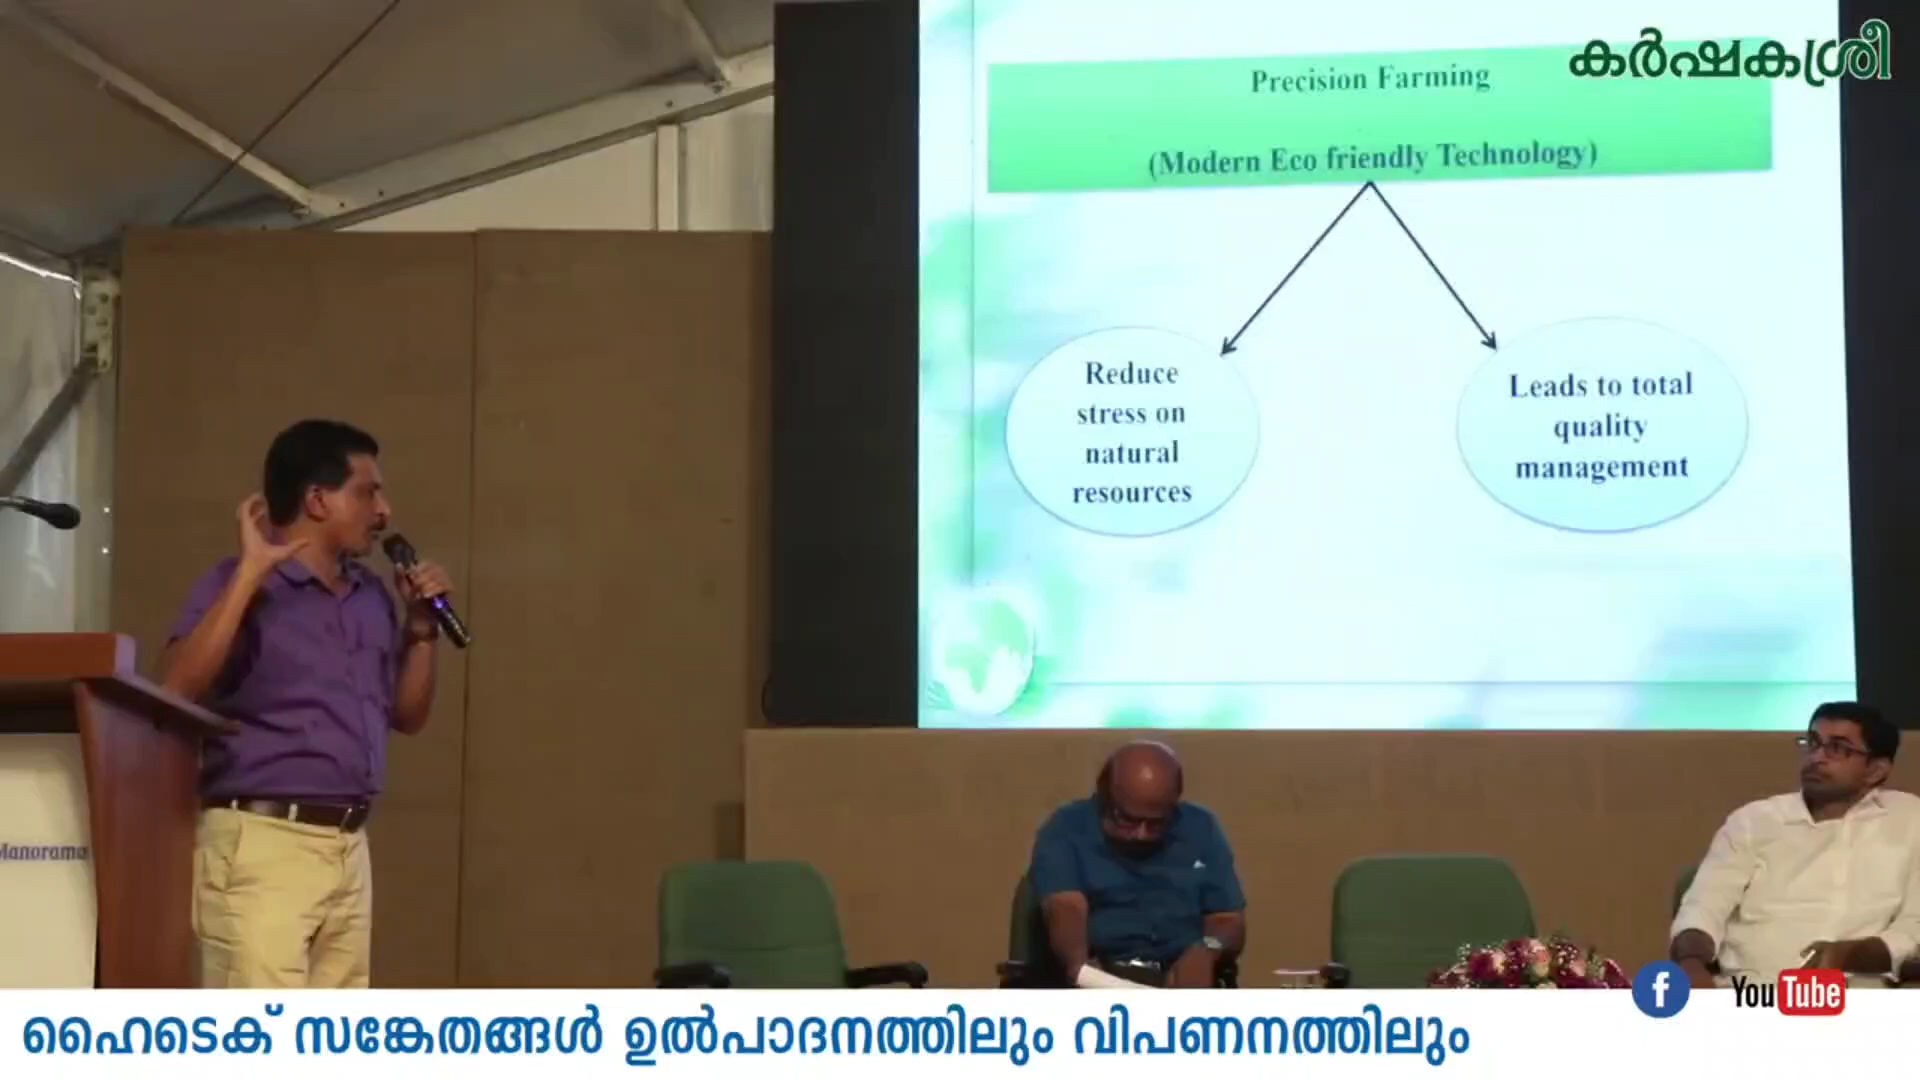 കർഷകശ്രീ
Precision Farming
(Modern Eco friendly Technology)
Reduce
stress on
natural
resources
Leads to total
quality
management
Manorama
f
YouTube
ഹൈടെക് സങ്കേതങ്ങൾ ഉൽപാദനത്തിലും വിപണനത്തിലും